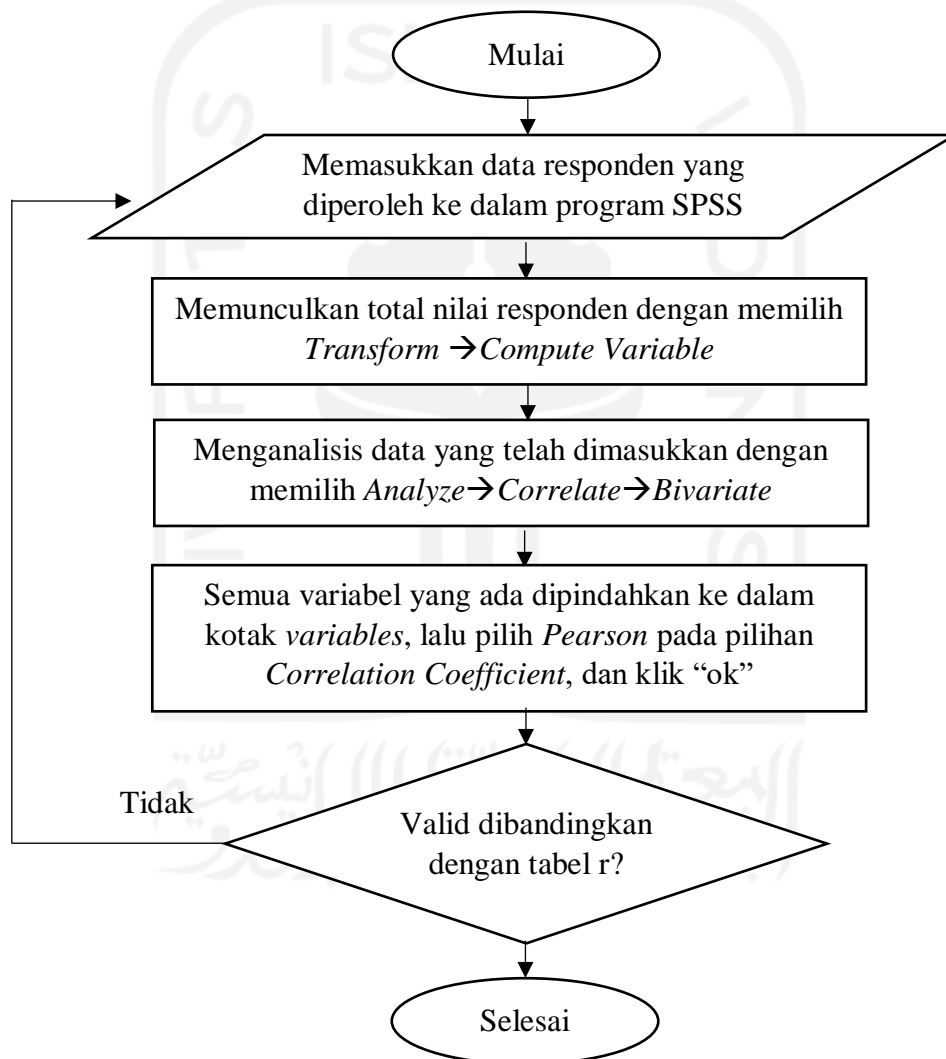 Mulai
Memasukkan data responden yang
diperoleh ke dalam program SPSS
Memunculkan total nilai responden dengan memilih
Transform →Compute Variable
Menganalisis data yang telah dimasukkan dengan
memilih Analyze→Correlate→Bivariate
Semua variabel yang ada dipindahkan ke dalam
kotak variables, lalu pilih Pearson pada pilihan
Correlation Coefficient, dan klik “ok”
Tidak
Valid dibandingkan
dengan tabel r?
Selesai